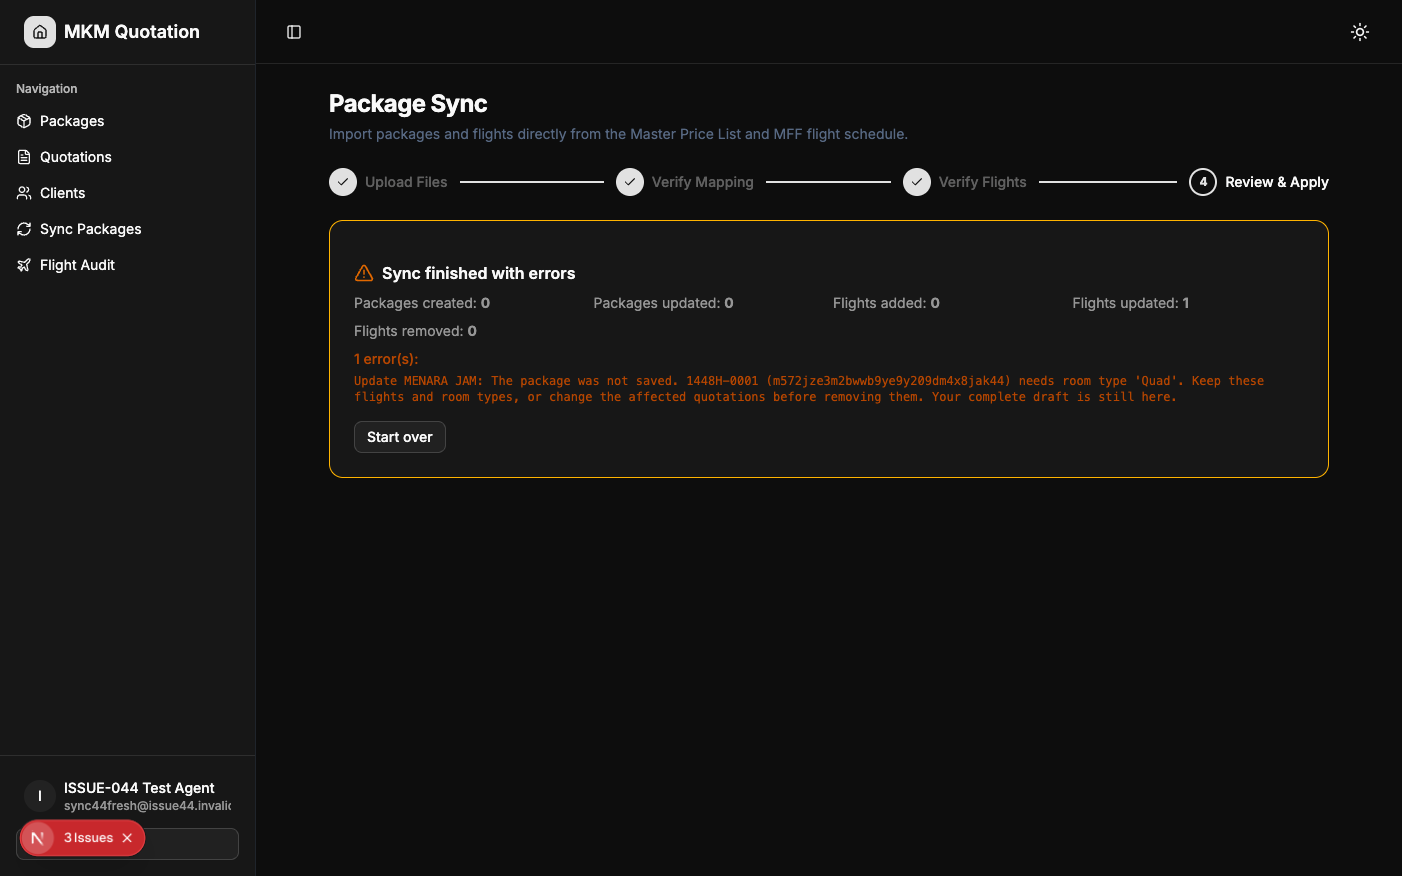 MKM Quotation
Navigation
Packages
Quotations
Clients
Sync Packages
Flight Audit
Package Sync
Import packages and flights directly from the Master Price List and MFF flight schedule.
Upload Files
Verify Mapping
Verify Flights
4 Review & Apply
Sync finished with errors
Packages created: 0
Packages updated: 0
Flights added: 0
Flights updated: 1
Flights removed: 0
1 error(s):
Update MENARA JAM: The package was not saved. 1448H-0001 (m572jze3m2bwwb9ye9y209dm4x8jak44) needs room type 'Quad'. Keep these
flights and room types, or change the affected quotations before removing them. Your complete draft is still here.
Start over
I
ISSUE-044 Test Agent
sync44fresh@issue44.invalid
N
3 Issues